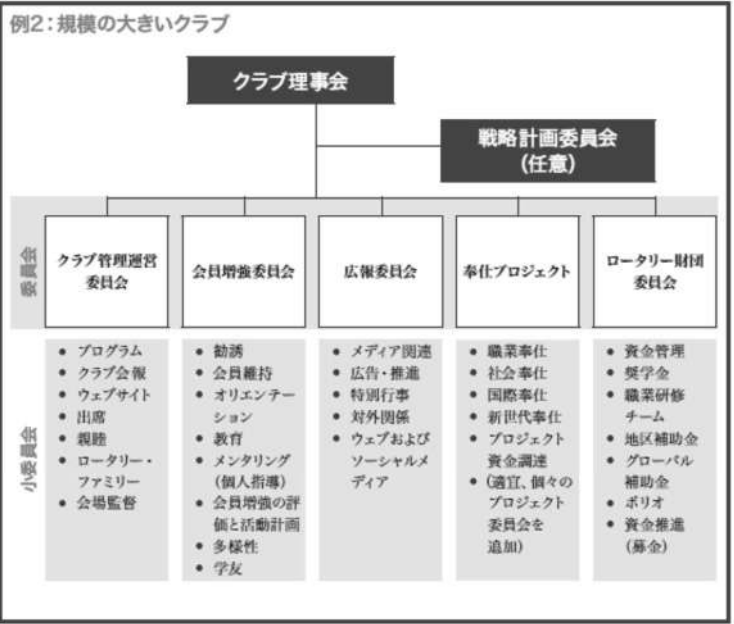 例2：規模の大きいクラブ
クラブ理事会
戦略計画委員会
(任意)
委員会
クラブ管理運営
委員会
会員増強委員会
広報委員会
奉仕プロジェクト
ロータリー財団
委員会
小委員会
• プログラム
• クラブ会報
• ウェブサイト
• 出席
• 親睦
• ロータリー・
ファミリー
• 会場監督
• 勧誘
• 会員維持
• オリエンテー
ション
• 教育
• メンタリング
(個人指導)
• 会員増強の評
価と活動計画
• 多様性
• 学友
• メディア関連
• 広告・推進
• 特別行事
• 対外関係
• ウェブおよび
ソーシャルメ
ディア
• 職業奉仕
• 社会奉仕
• 国際奉仕
• 新世代奉仕
• プロジェクト
資金調達
• (適宜、個々の
プロジェクト
委員会を
追加)
• 資金管理
• 奨学金
• 職業研修
チーム
• 地区補助金
• グローバル
補助金
• ポリオ
• 資金推進
(募金)